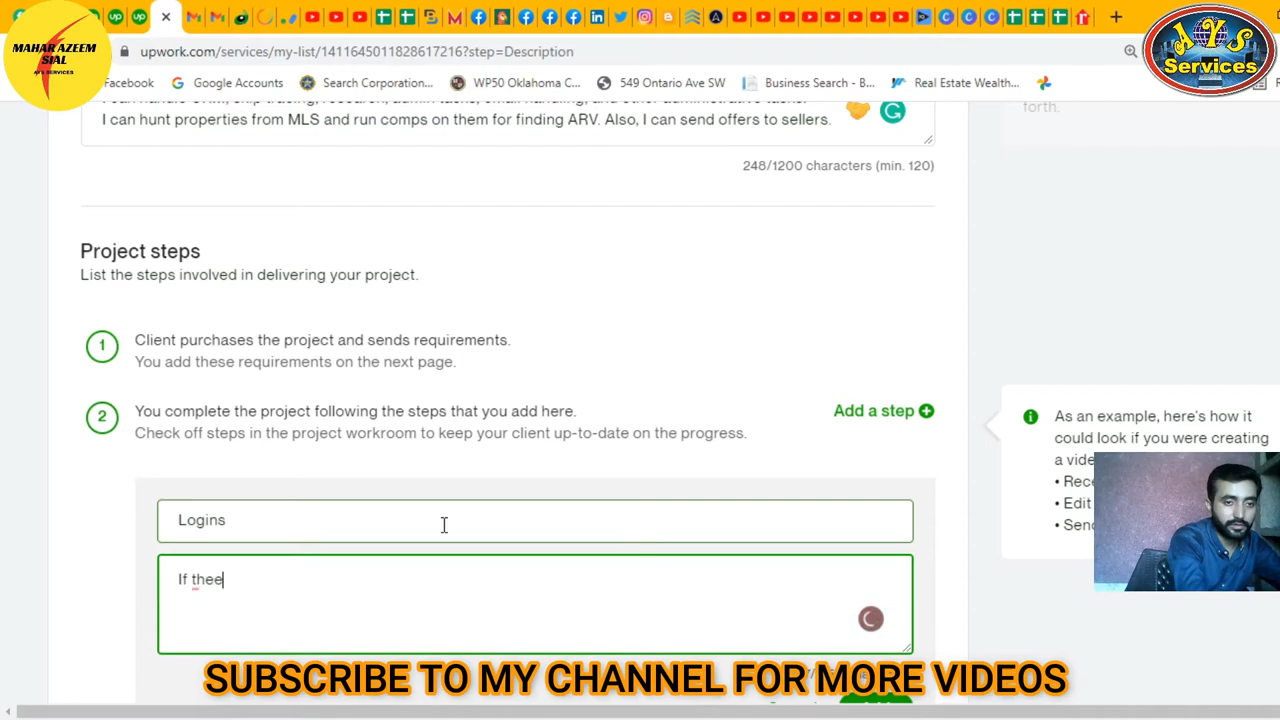 MAHAR AZEEM
SIAL
AY'S SERVICES
AYS
Services
upwork.com/services/my-list/1411645011828617216?step=Description
Facebook
Google Accounts
Search Corporation...
WP50 Oklahoma C...
549 Ontario Ave SW
Business Search - B...
Real Estate Wealth...
I can hunt properties from MLS and run comps on them for finding ARV. Also, I can send offers to sellers.
forth.
248/1200 characters (min. 120)
Project steps
List the steps involved in delivering your project.
1
Client purchases the project and sends requirements.
You add these requirements on the next page.
2
You complete the project following the steps that you add here.
Add a step
Check off steps in the project workroom to keep your client up-to-date on the progress.
As an example, here's how it
could look if you were creating
a vide
• Rece
• Edit
• Send
Logins
If thee
SUBSCRIBE TO MY CHANNEL FOR MORE VIDEOS